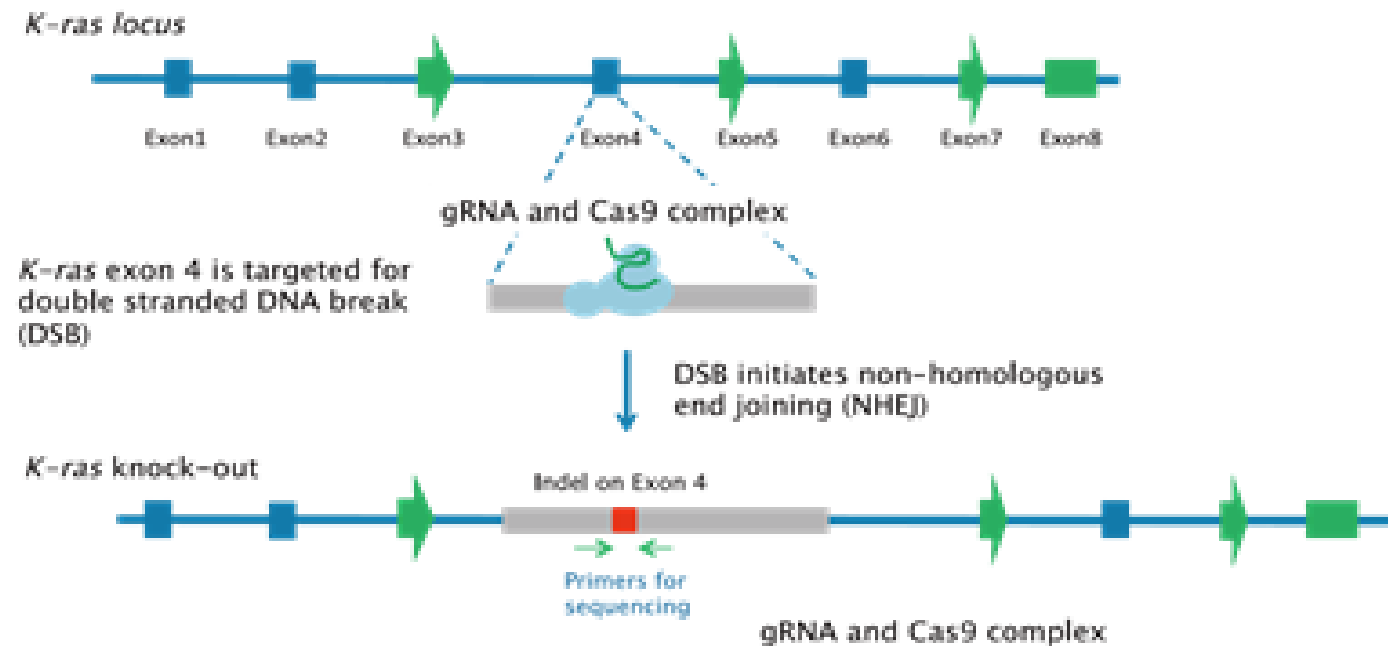 K-ras locus
Exon1
Exon2
Exon3
Exon4
Exon5
Exon6
Exon7
Exon8
gRNA and Cas9 complex
K-ras exon 4 is targeted for
double stranded DNA break
(DSB)
DSB initiates non-homologous
end joining (NHEJ)
K-ras knock-out
Indel on Exon 4
Primers for
sequencing
gRNA and Cas9 complex